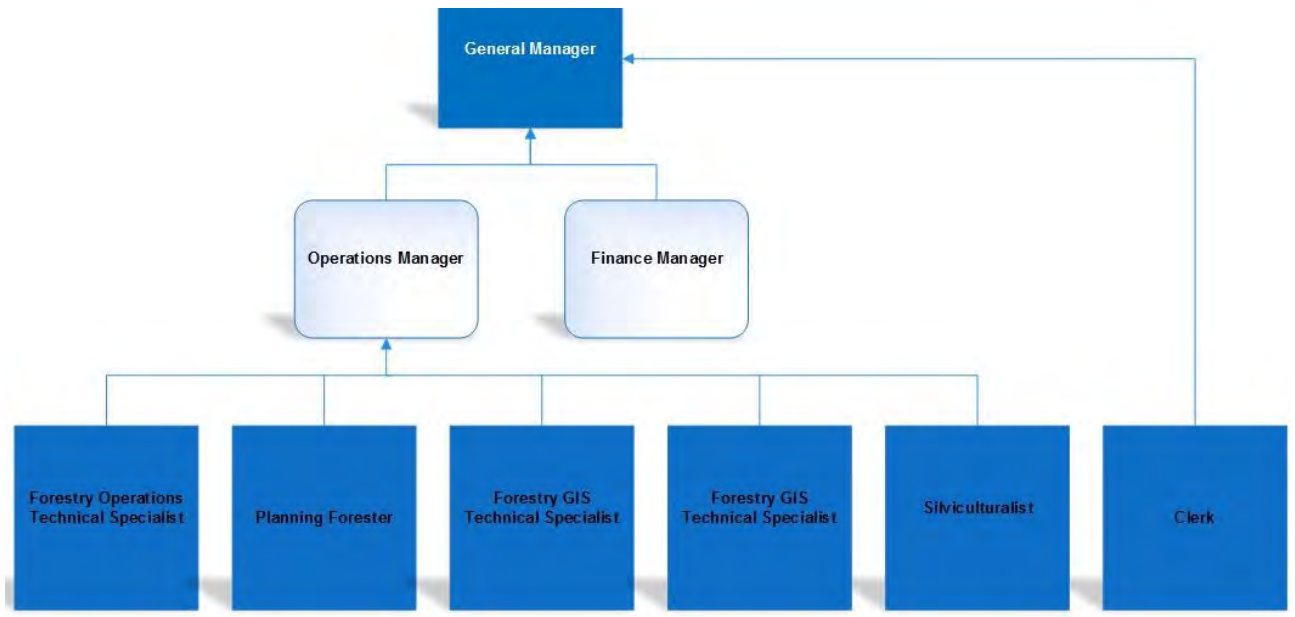 General Manager
Operations Manager
Finance Manager
Forestry Operations
Technical Specialist
Planning Forester
Forestry GIS
Technical Specialist
Forestry GIS
Technical Specialist
Silviculturalist
Clerk